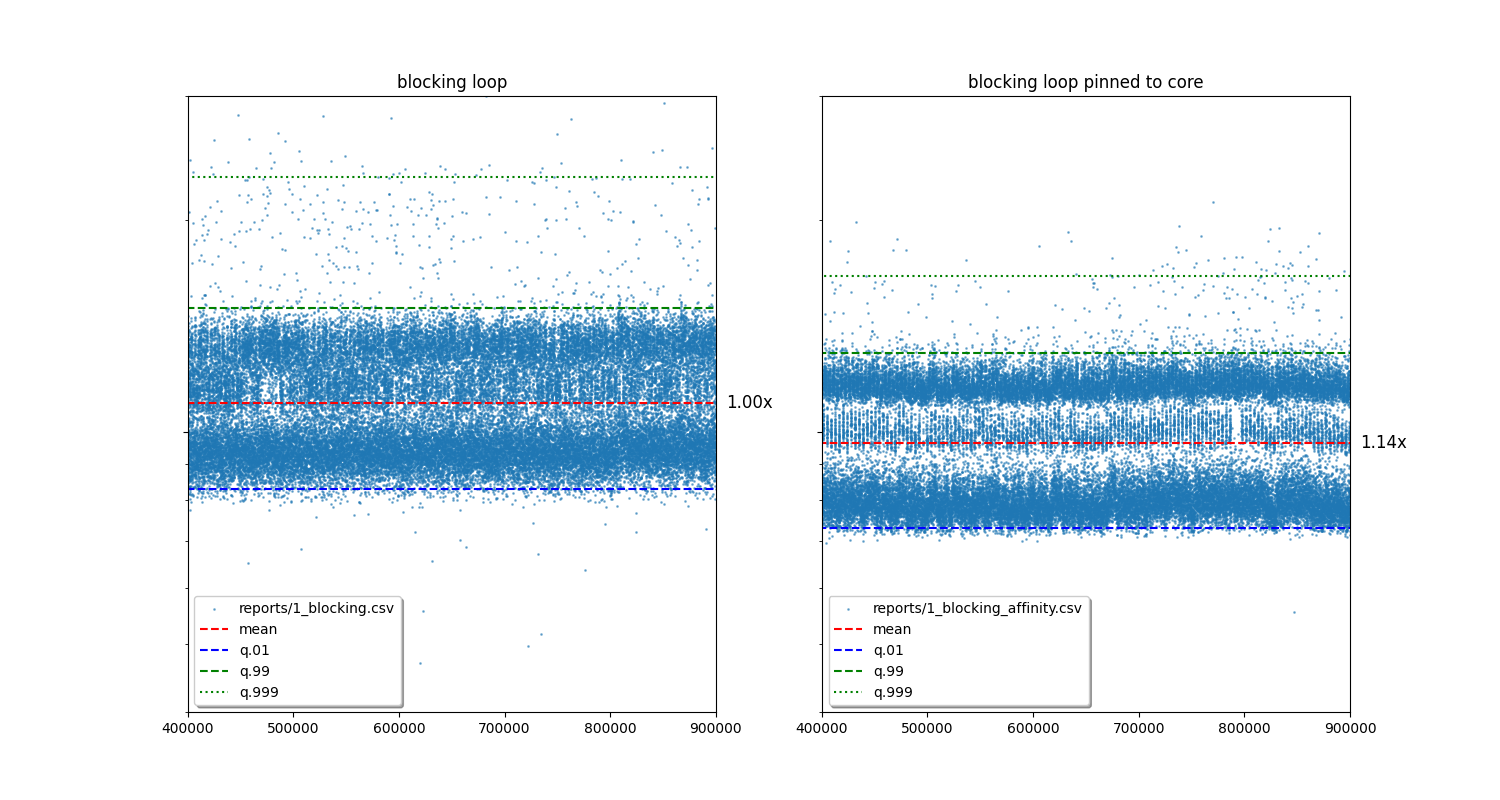 blocking loop
1.00x
reports/1_blocking.csv
mean
q.01
q.99
q.999
400000 500000 600000 700000 800000 900000
blocking loop pinned to core
1.14x
reports/1_blocking_affinity.csv
mean
q.01
q.99
q.999
400000 500000 600000 700000 800000 900000